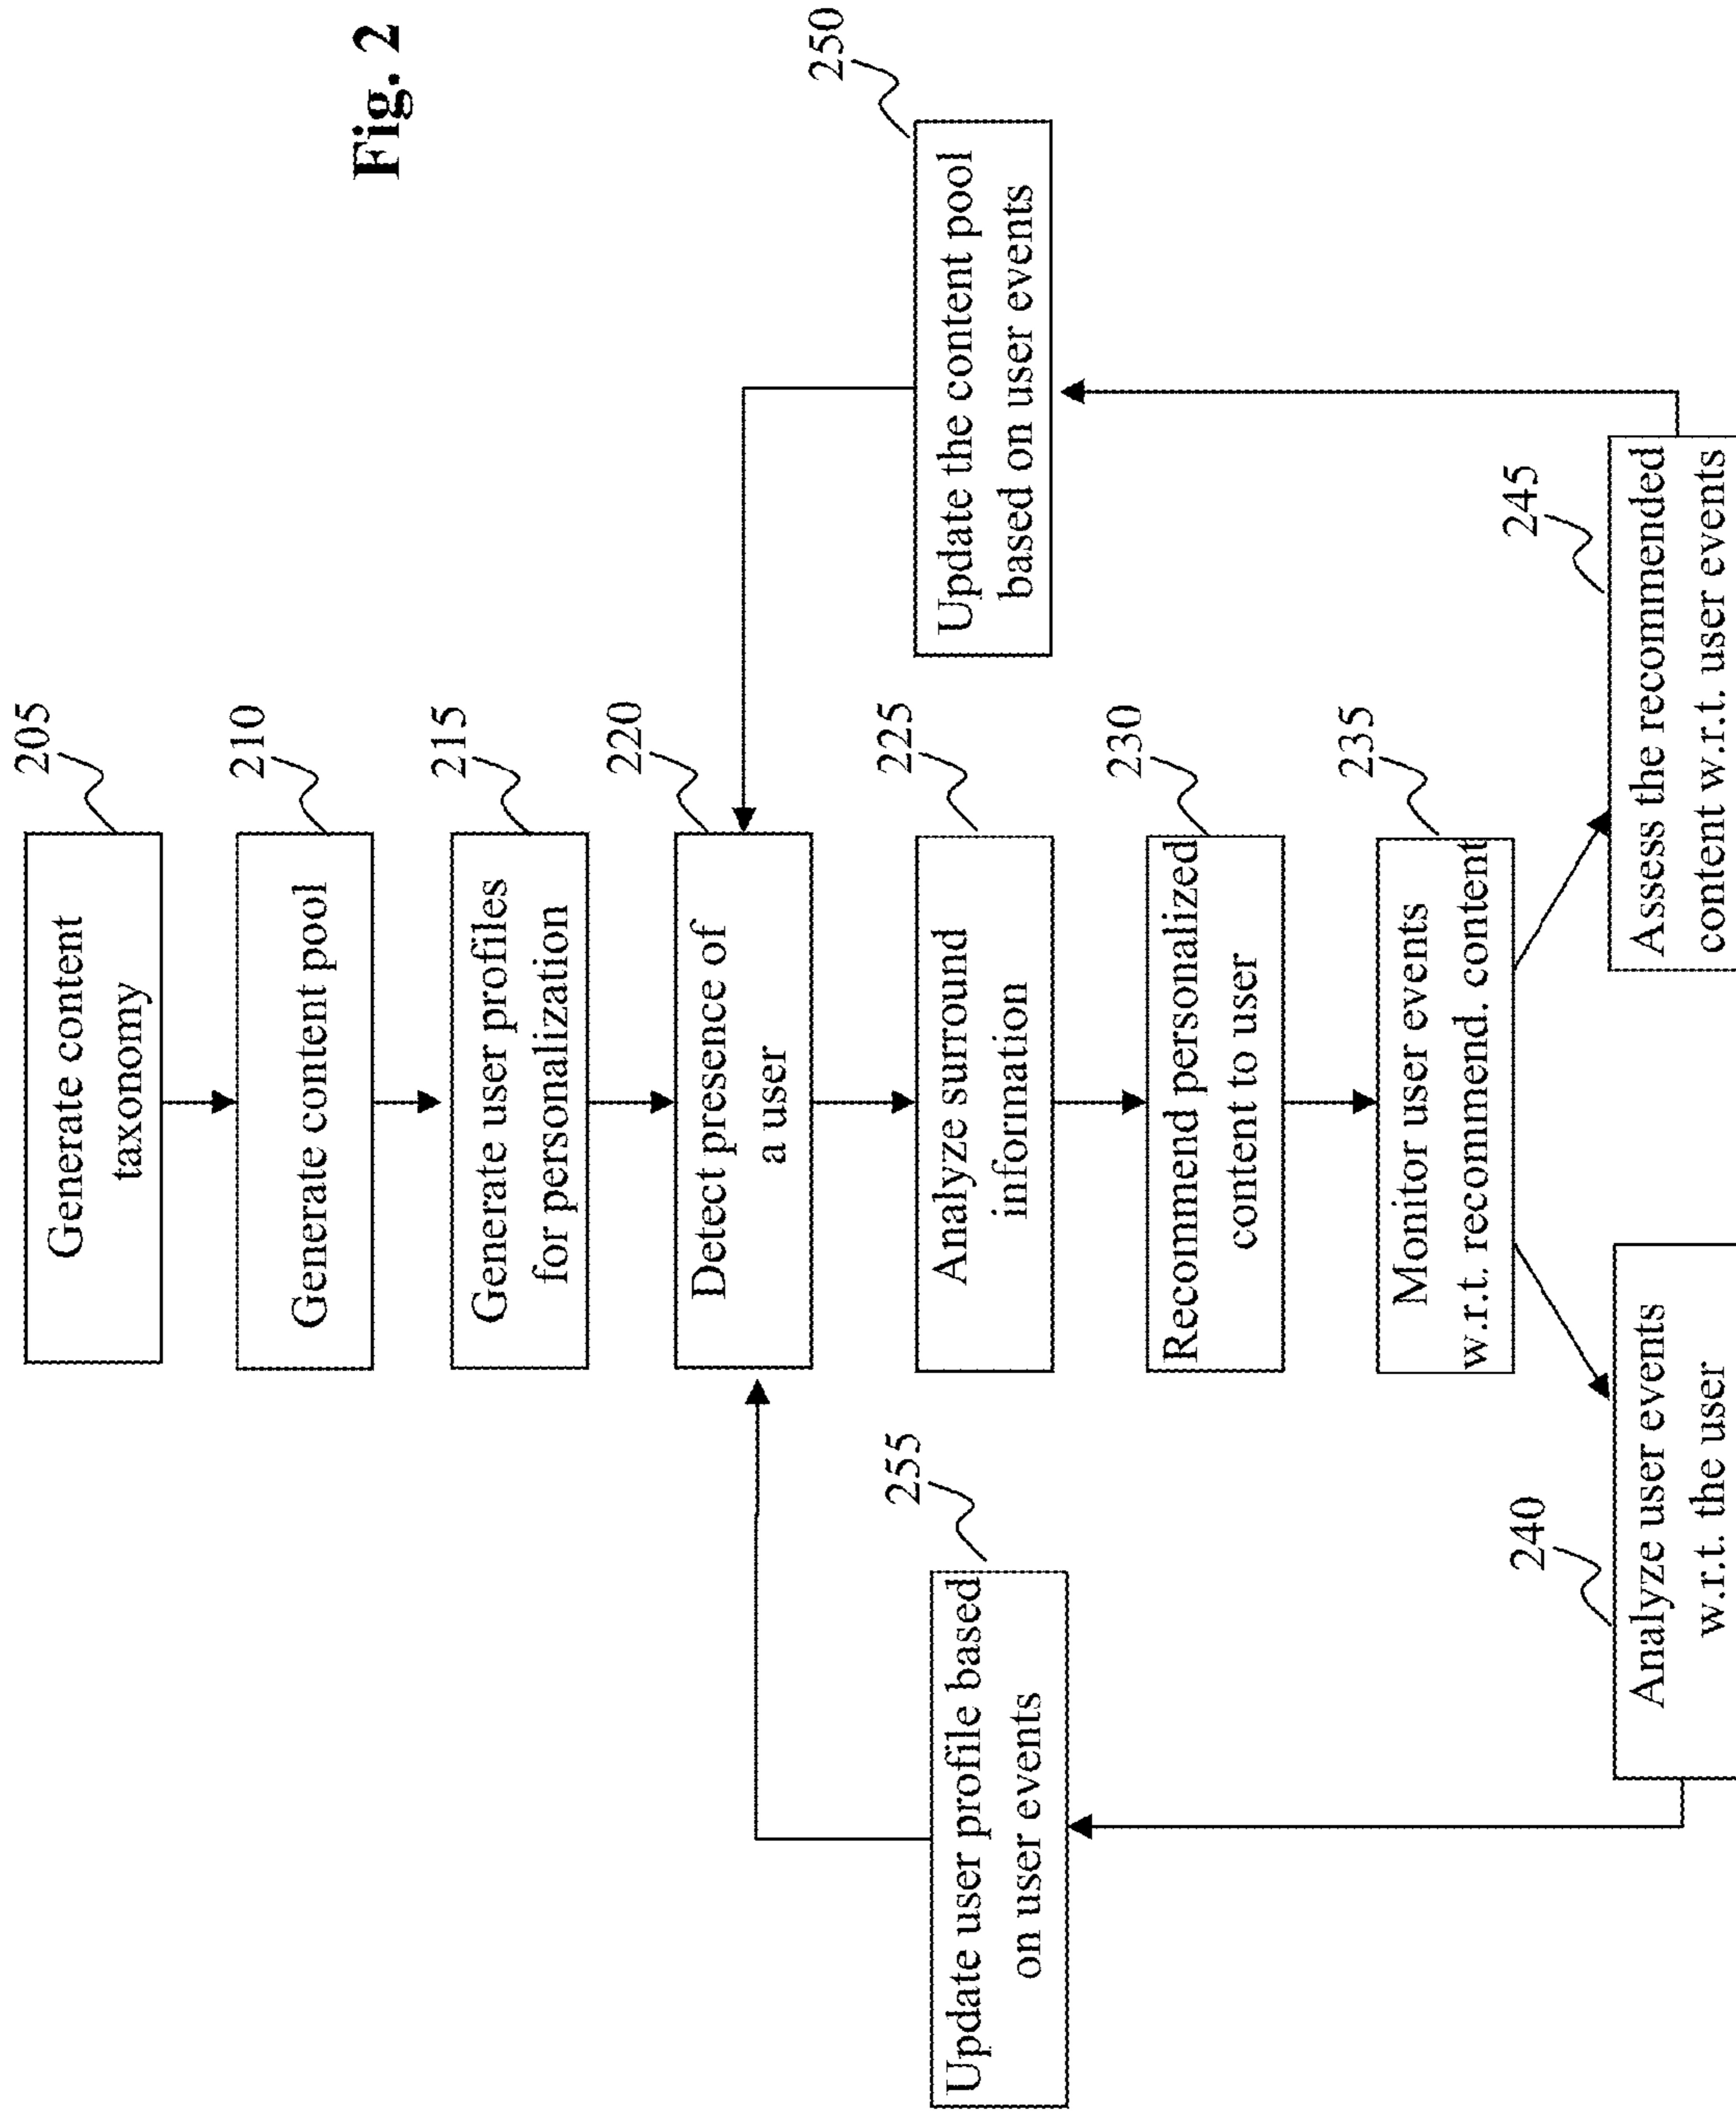 Fig. 2
205
Generate content
taxonomy
210
Generate content pool
215
Generate user profiles
for personalization
220
Detect presence of
a user
225
Analyze surround
information
230
Recommend personalized
content to user
235
Monitor user events
w.r.t. recommend. content
240
Analyze user events
w.r.t. the user
245
Assess the recommended
content w.r.t. user events
250
Update the content pool
based on user events
255
Update user profile based
on user events